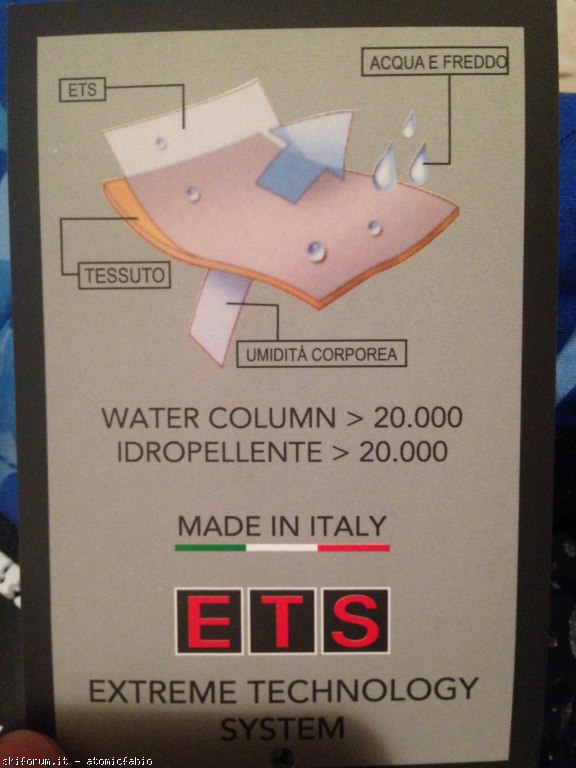 ACQUA E FREDDO
ETS
TESSUTO
UMIDITÀ CORPOREA
WATER COLUMN > 20.000
IDROPELLENTE > 20.000
MADE IN ITALY
ETS
EXTREME TECHNOLOGY
SYSTEM
skiforum.it - atomicfabio